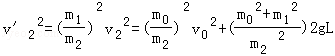 v′₂² = (m₁/m₂)² v₂² = (m₀/m₂)² v₀² + ((m₀² + m₁²)/m₂²) 2gL